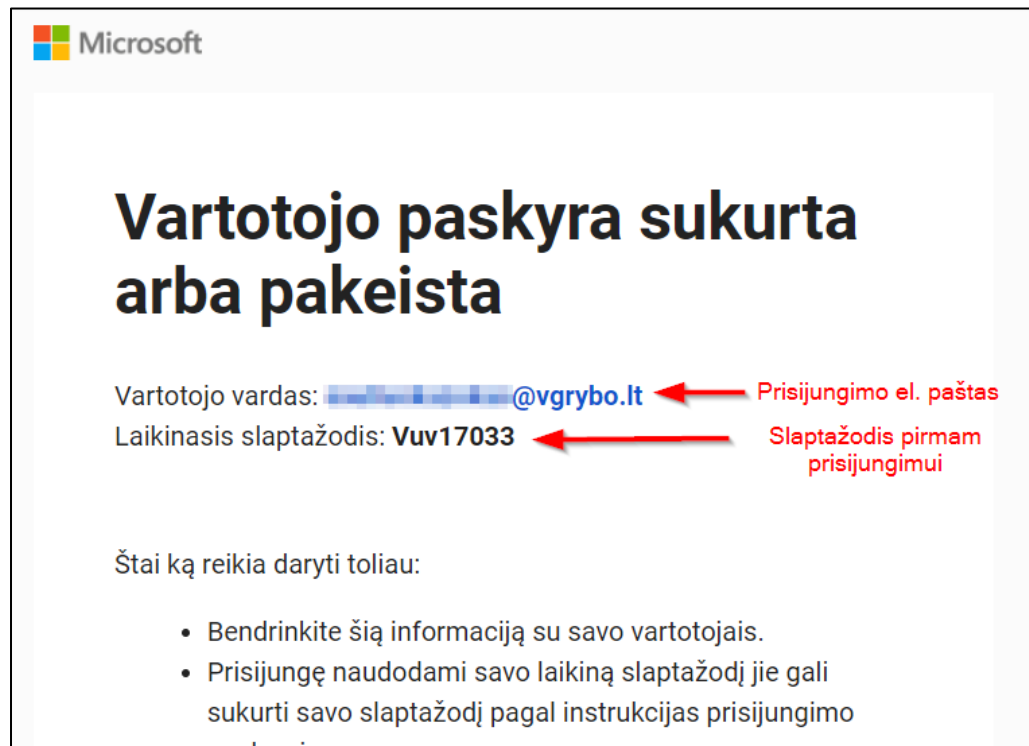 Microsoft
Vartotojo paskyra sukurta
arba pakeista
Vartotojo vardas: @vgrybo.lt
Prisijungimo el. paštas
Laikinasis slaptažodis: Vuv17033
Slaptažodis pirmam
prisijungimui
Štai ką reikia daryti toliau:
• Bendrinkite šią informaciją su savo vartotojais.
• Prisijungę naudodami savo laikiną slaptažodį jie gali
sukurti savo slaptažodį pagal instrukcijas prisijungimo